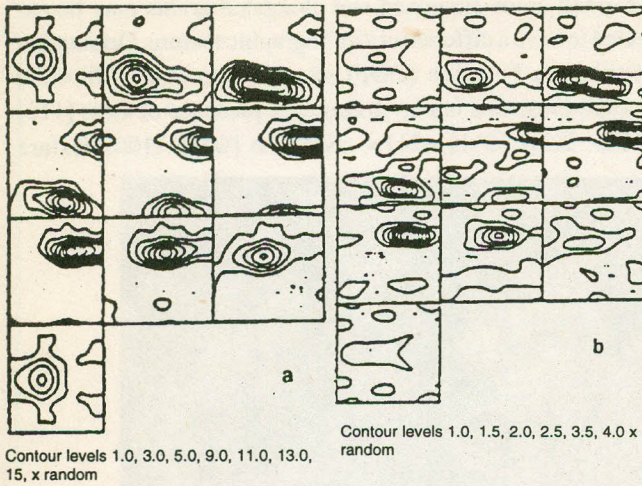 a
b
Contour levels 1.0, 3.0, 5.0, 9.0, 11.0, 13.0,
15, x random
Contour levels 1.0, 1.5, 2.0, 2.5, 3.5, 4.0 x
random